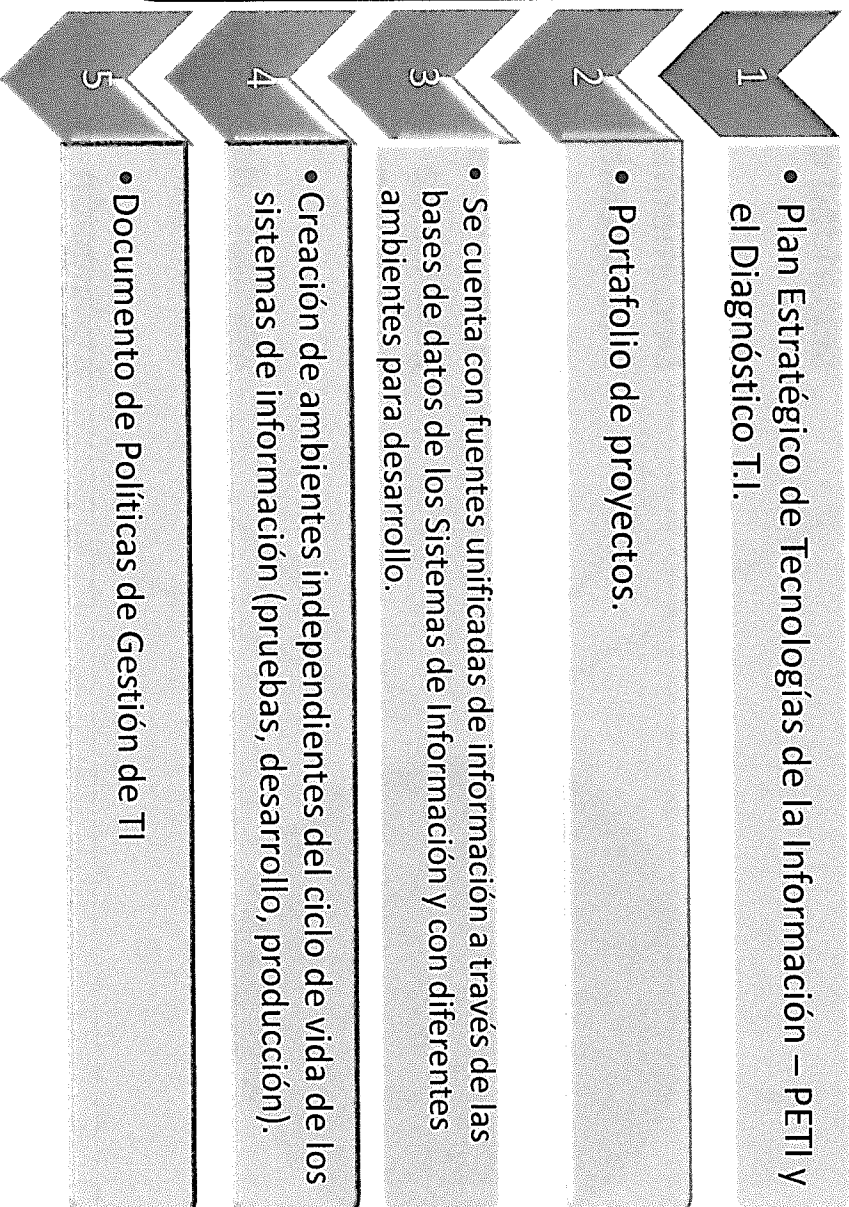 1
• Plan Estratégico de Tecnologías de la Información – PETI y
el Diagnóstico T.I.
2
• Portafolio de proyectos.
3
• Se cuenta con fuentes unificadas de información a través de las
bases de datos de los Sistemas de Información y con diferentes
ambientes para desarrollo.
4
• Creación de ambientes independientes del ciclo de vida de los
sistemas de información (pruebas, desarrollo, producción).
5
• Documento de Políticas de Gestión de TI